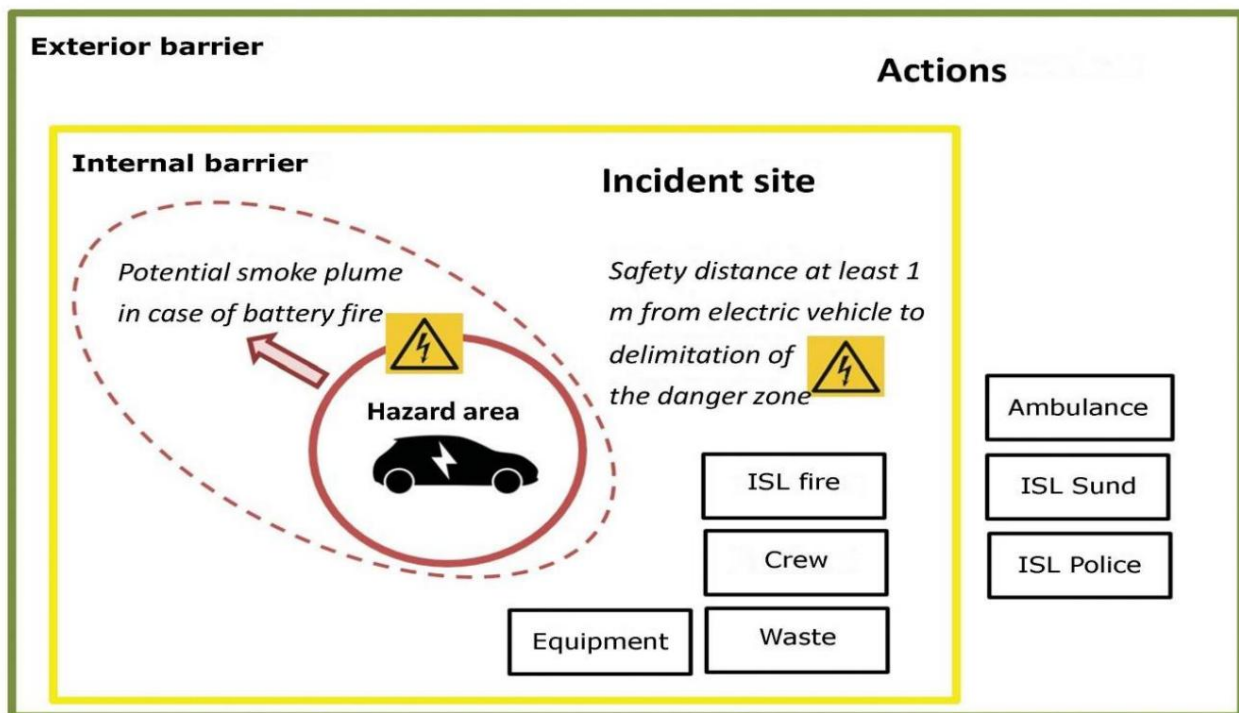 Exterior barrier
Actions
Internal barrier
Incident site
Potential smoke plume
in case of battery fire
Safety distance at least 1
m from electric vehicle to
delimitation of
the danger zone
Hazard area
Ambulance
ISL fire
ISL Sund
Crew
ISL Police
Equipment
Waste